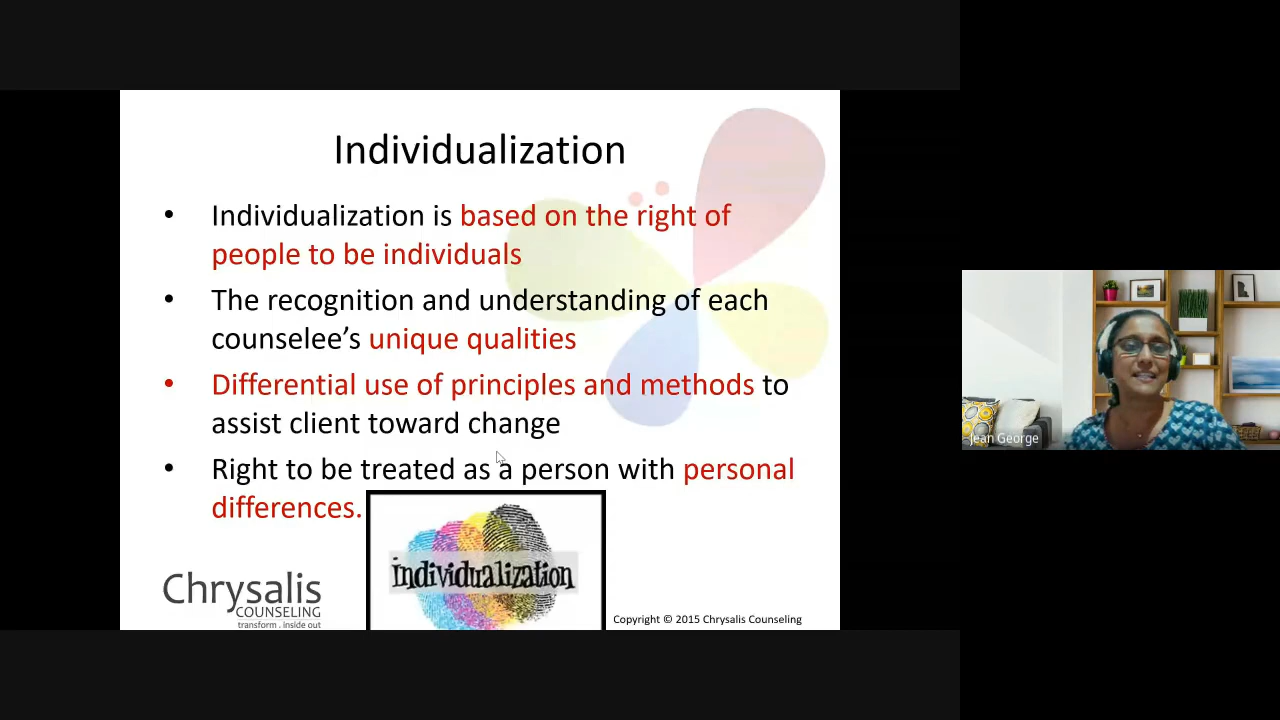 Individualization
• Individualization is based on the right of
people to be individuals
• The recognition and understanding of each
counselee’s unique qualities
• Differential use of principles and methods to
assist client toward change
• Right to be treated as a person with personal
differences.
individualization
Chrysalis
COUNSELING
transform . inside out
Copyright © 2015 Chrysalis Counseling
Jean George